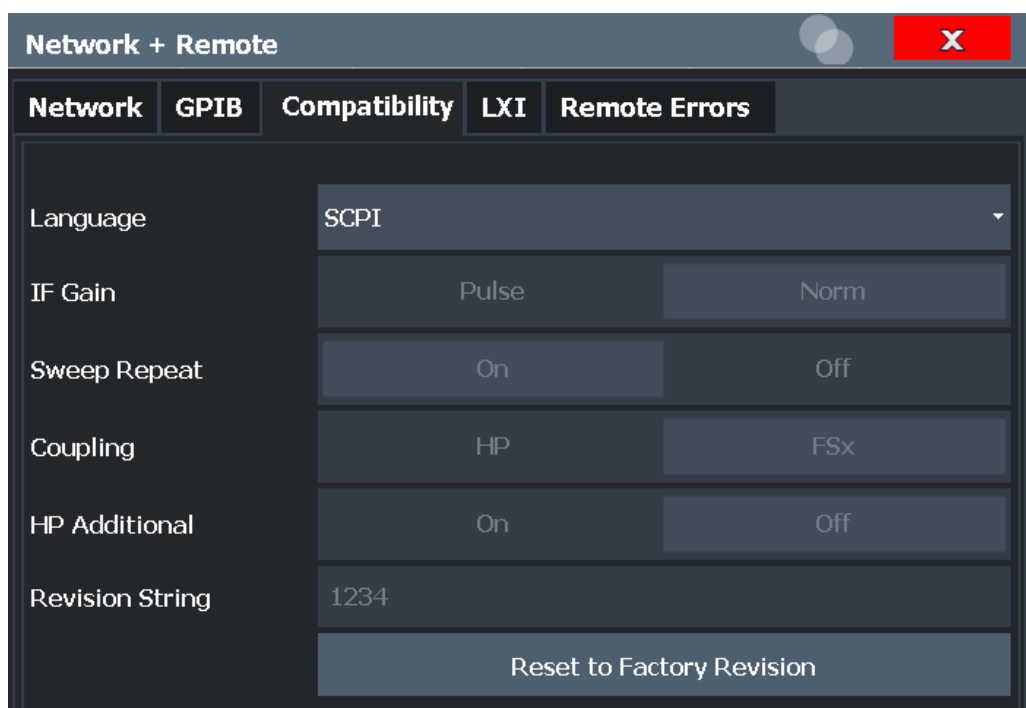 Network + Remote X
Network GPIB Compatibility LXI Remote Errors
Language SCPI
IF Gain Pulse Norm
Sweep Repeat On Off
Coupling HP FSx
HP Additional On Off
Revision String 1234
Reset to Factory Revision